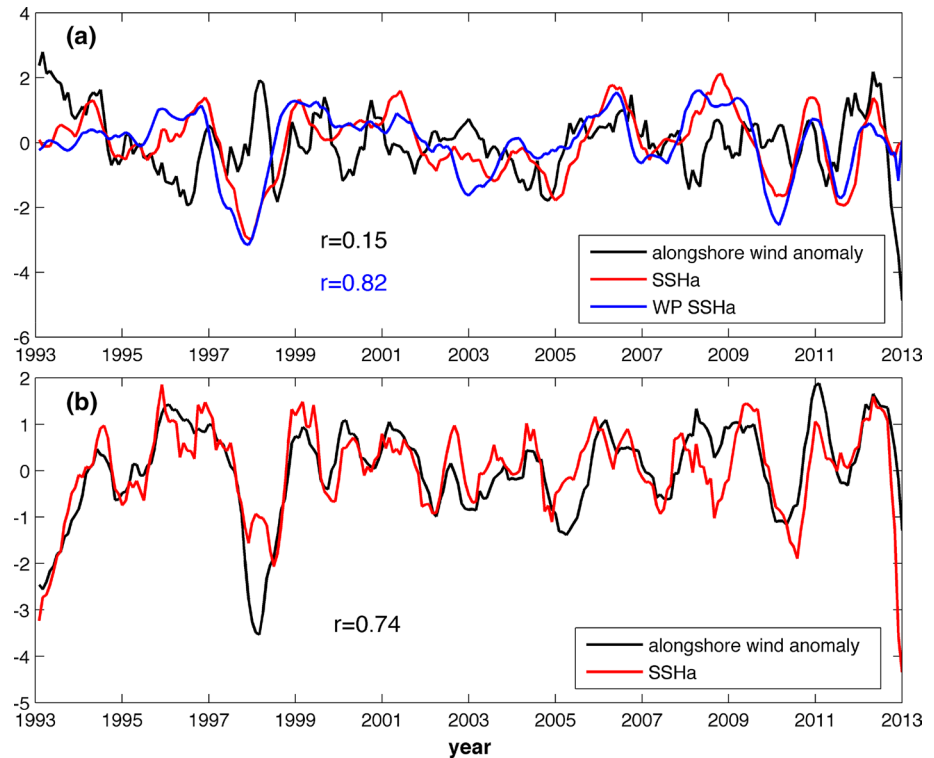 (a)
4
2
0
-2
-4
-6
r=0.15
r=0.82
alongshore wind anomaly
SSHa
WP SSHa
1993 1995 1997 1999 2001 2003 2005 2007 2009 2011 2013
(b)
2
1
0
-1
-2
-3
-4
-5
r=0.74
alongshore wind anomaly
SSHa
1993 1995 1997 1999 2001 2003 2005 2007 2009 2011 2013
year